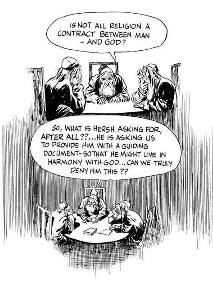 IS NOT ALL RELIGION A
CONTRACT BETWEEN MAN
- AND GOD?
SO, WHAT IS HERSH ASKING FOR,
AFTER ALL??...HE IS ASKING US
TO PROVIDE HIM WITH A GUIDING
DOCUMENT-SO THAT HE MIGHT LIVE IN
HARMONY WITH GOD... CAN WE TRULY
DENY HIM THIS??